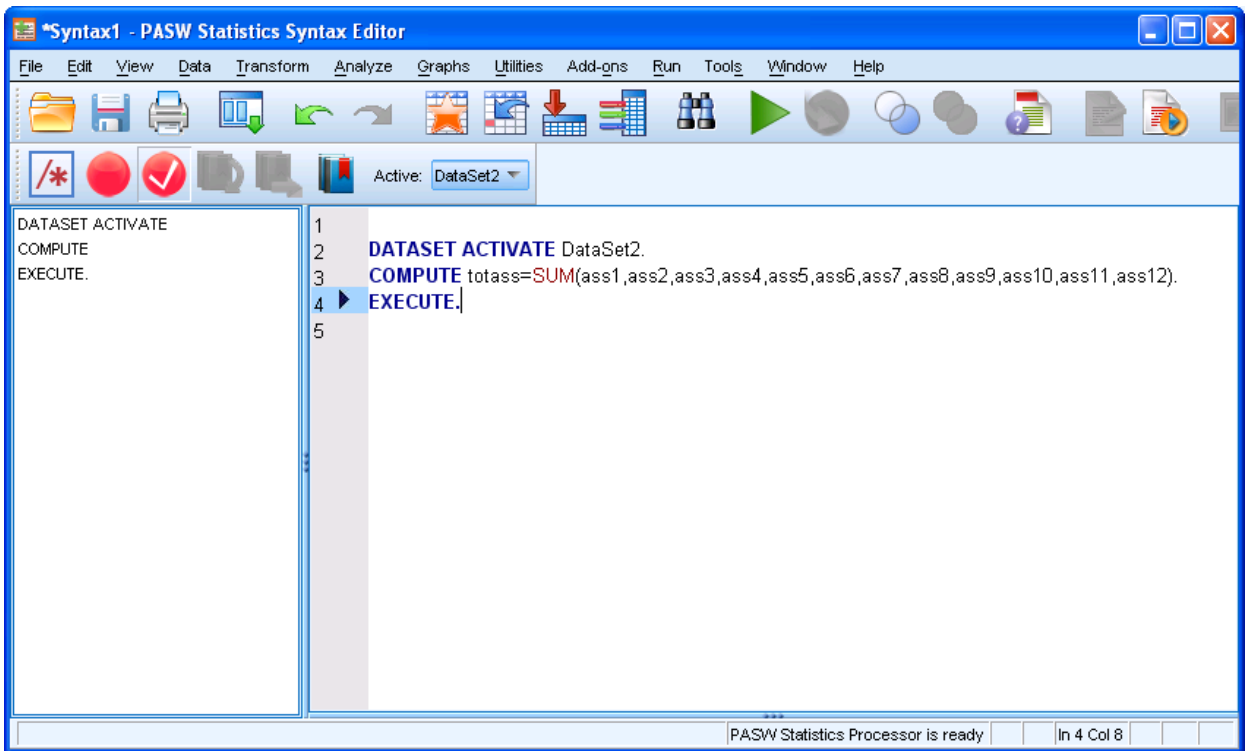 *Syntax1 - PASW Statistics Syntax Editor
File Edit View Data Transform Analyze Graphs Utilities Add-ons Run Tools Window Help
/*
Active: DataSet2
DATASET ACTIVATE
COMPUTE
EXECUTE.
1
2 DATASET ACTIVATE DataSet2.
3 COMPUTE totass=SUM(ass1,ass2,ass3,ass4,ass5,ass6,ass7,ass8,ass9,ass10,ass11,ass12).
4 EXECUTE.
5
PASW Statistics Processor is ready In 4 Col 8